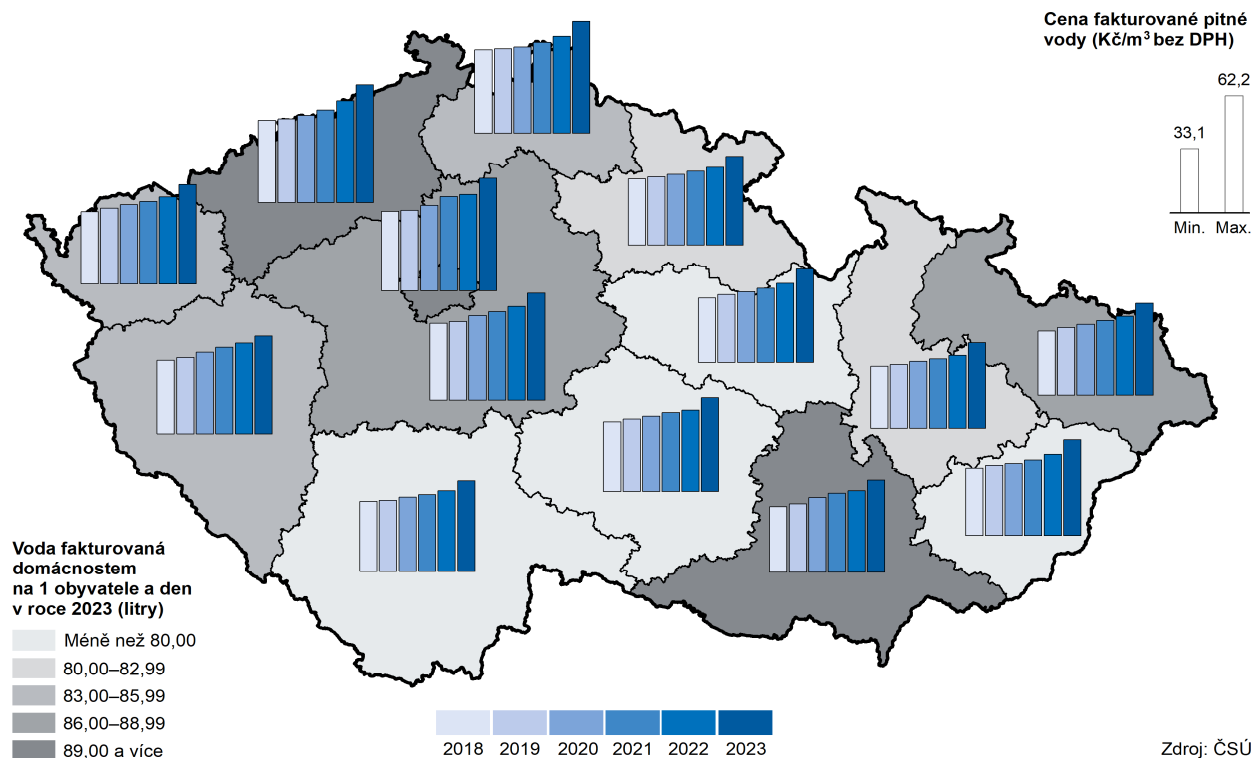 Cena fakturované pitné
vody (Kč/m³ bez DPH)
62,2
33,1
Min. Max.
Voda fakturovaná
domácnostem
na 1 obyvatele a den
v roce 2023 (litry)
Méně než 80,00
80,00–82,99
83,00–85,99
86,00–88,99
89,00 a více
2018 2019 2020 2021 2022 2023
Zdroj: ČSÚ